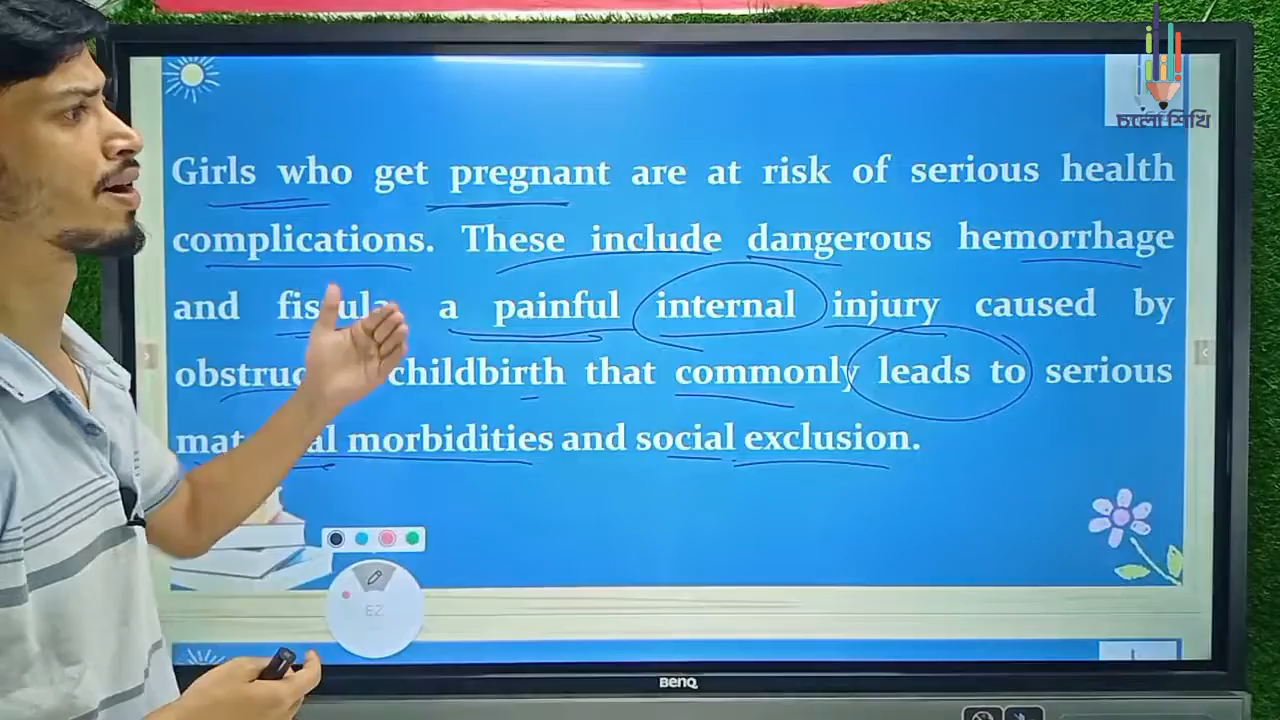 চলো শিখি
Girls who get pregnant are at risk of serious health
complications. These include dangerous hemorrhage
and a painful internal injury caused by
childbirth that commonly leads to serious
morbidities and social exclusion.
EZ
BenQ